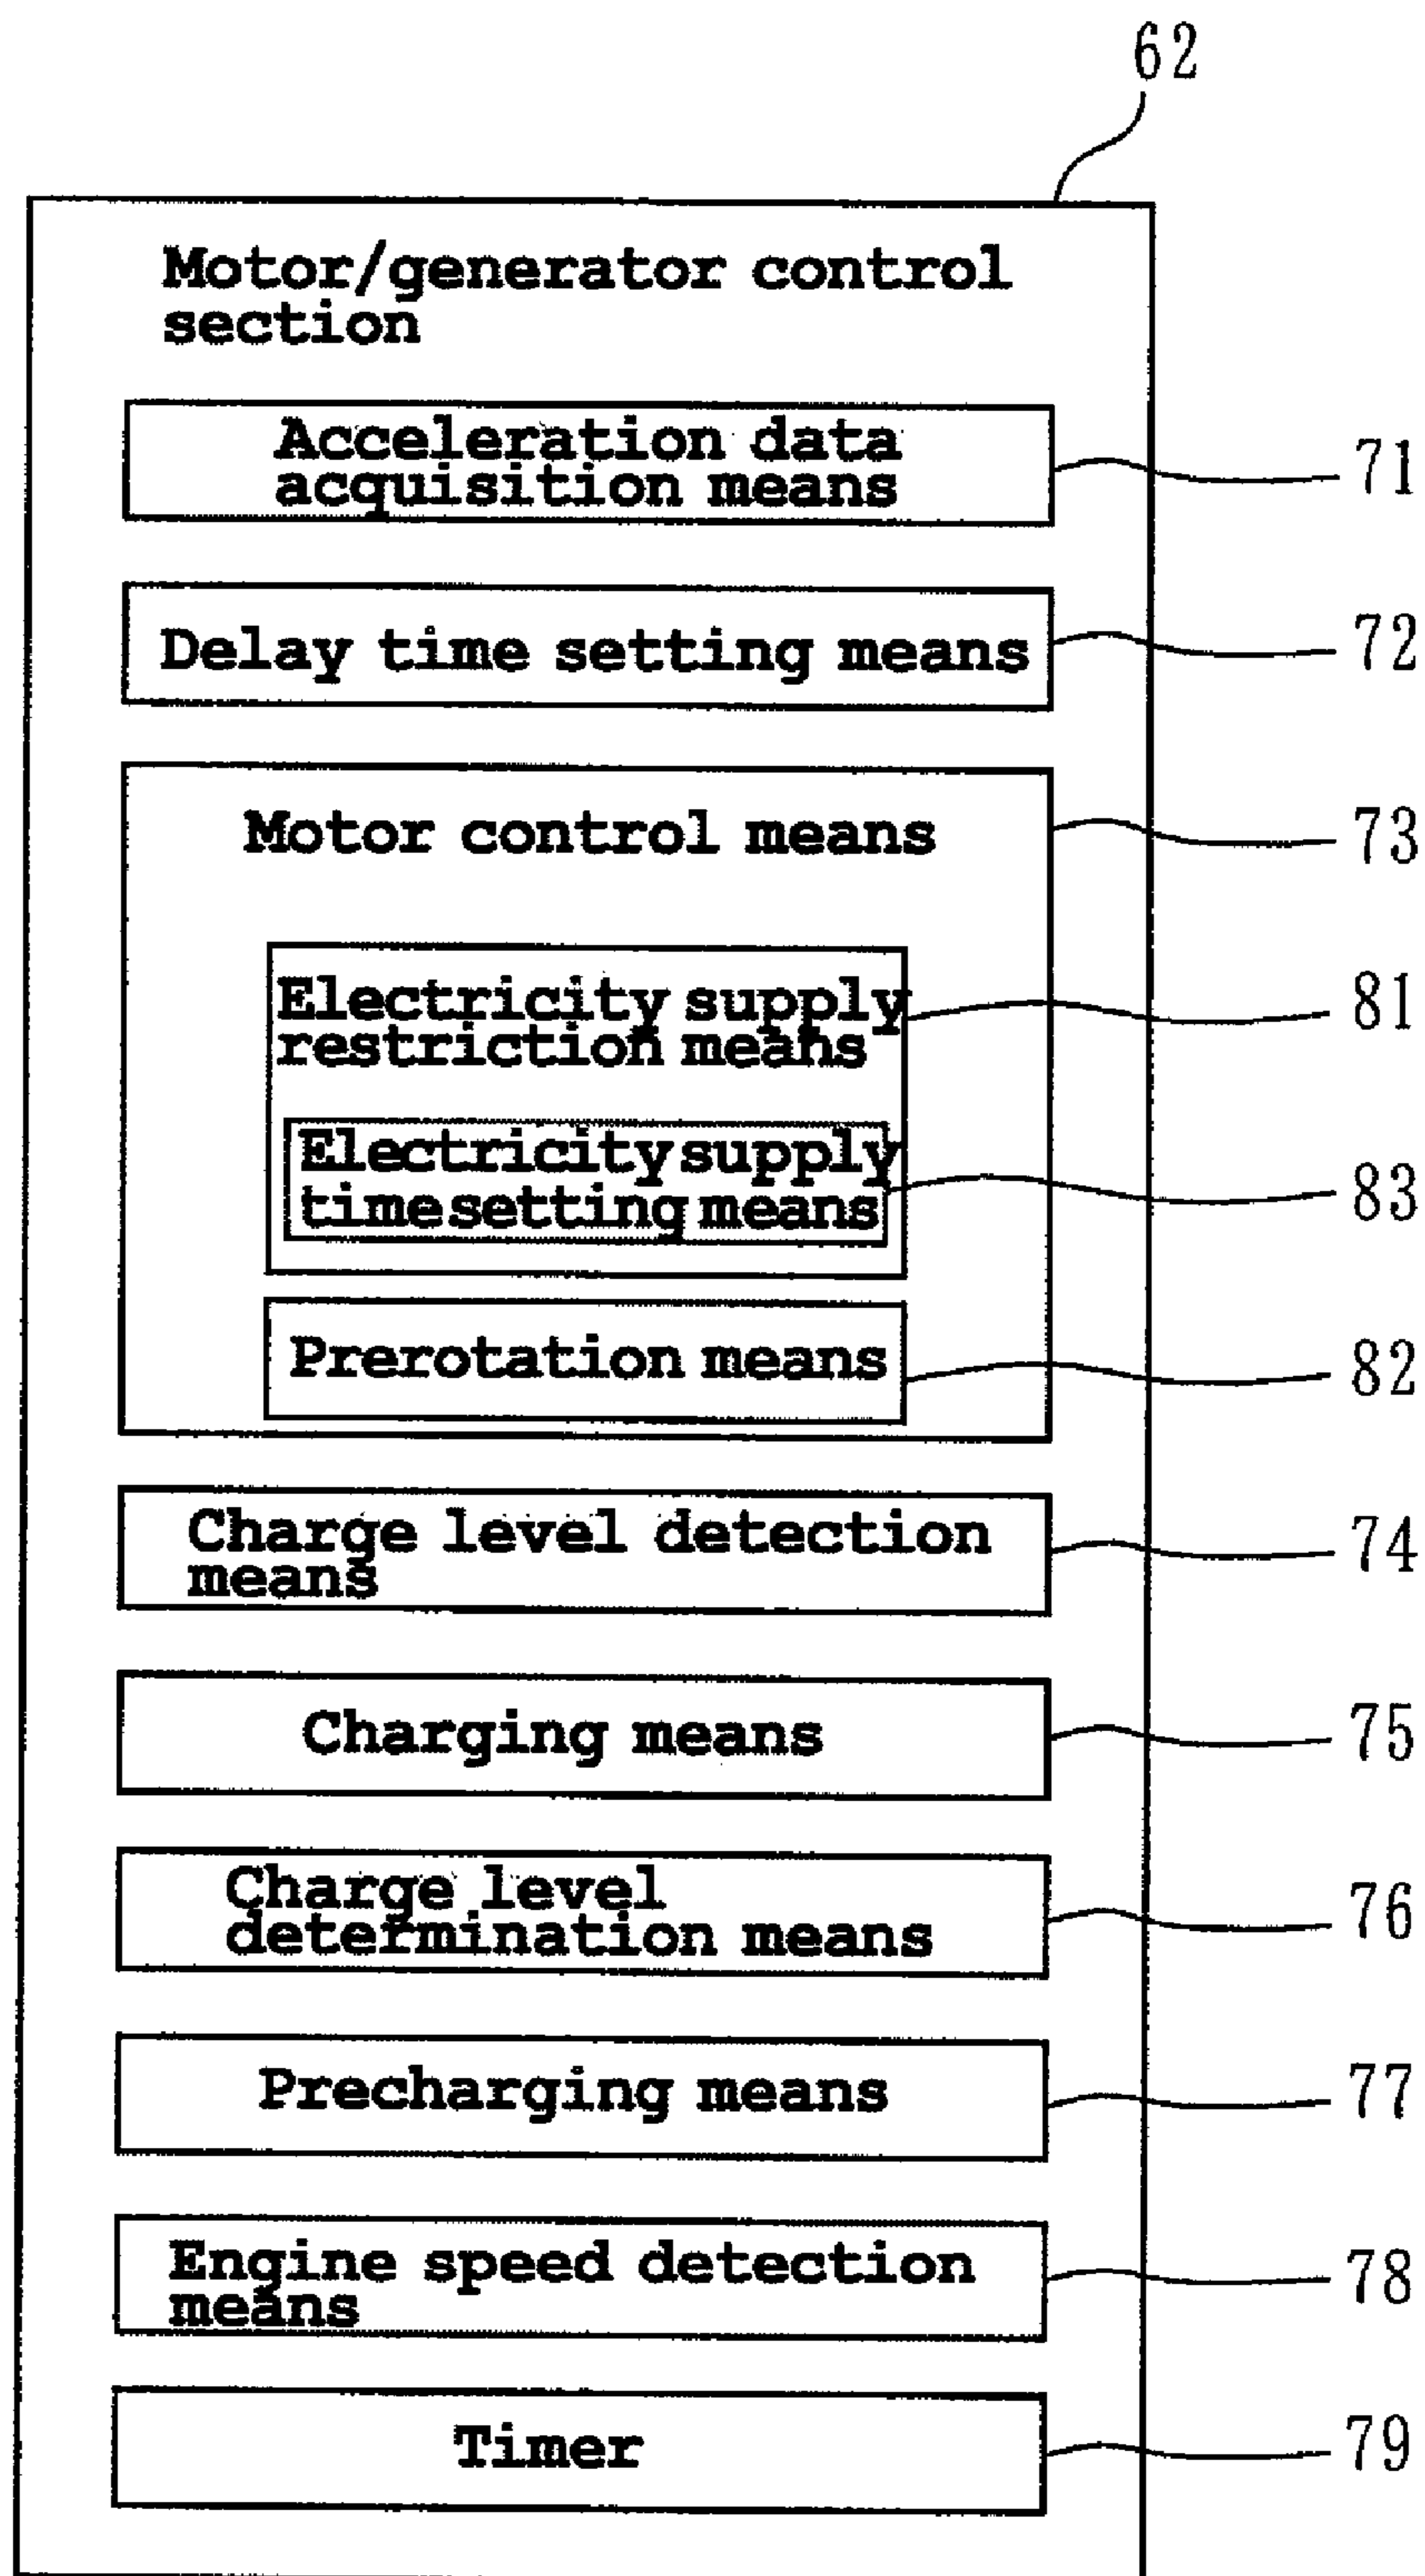 62
Motor/generator control
section
Acceleration data
acquisition means
71
Delay time setting means
72
Motor control means
73
Electricity supply
restriction means
81
Electricity supply
time setting means
83
Prerotation means
82
Charge level detection
means
74
Charging means
75
Charge level
determination means
76
Precharging means
77
Engine speed detection
means
78
Timer
79